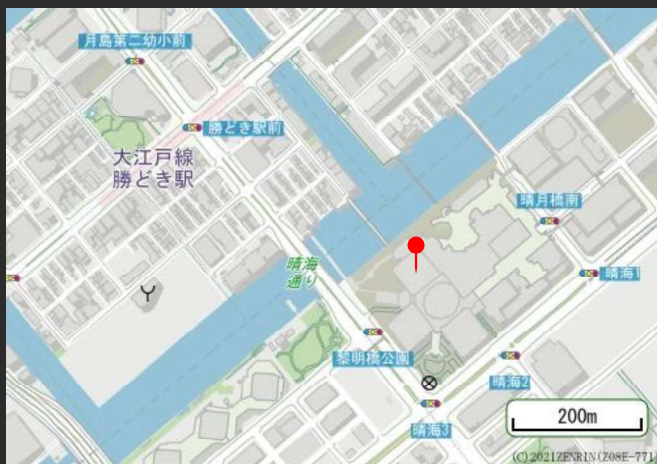 月島第二幼小前
勝どき駅前
大江戸線
勝どき駅
晴月橋南
晴海
通り
晴海1
黎明橋公園
晴海2
晴海3
200m
(C)2021ZENRIN(Z08E-771)